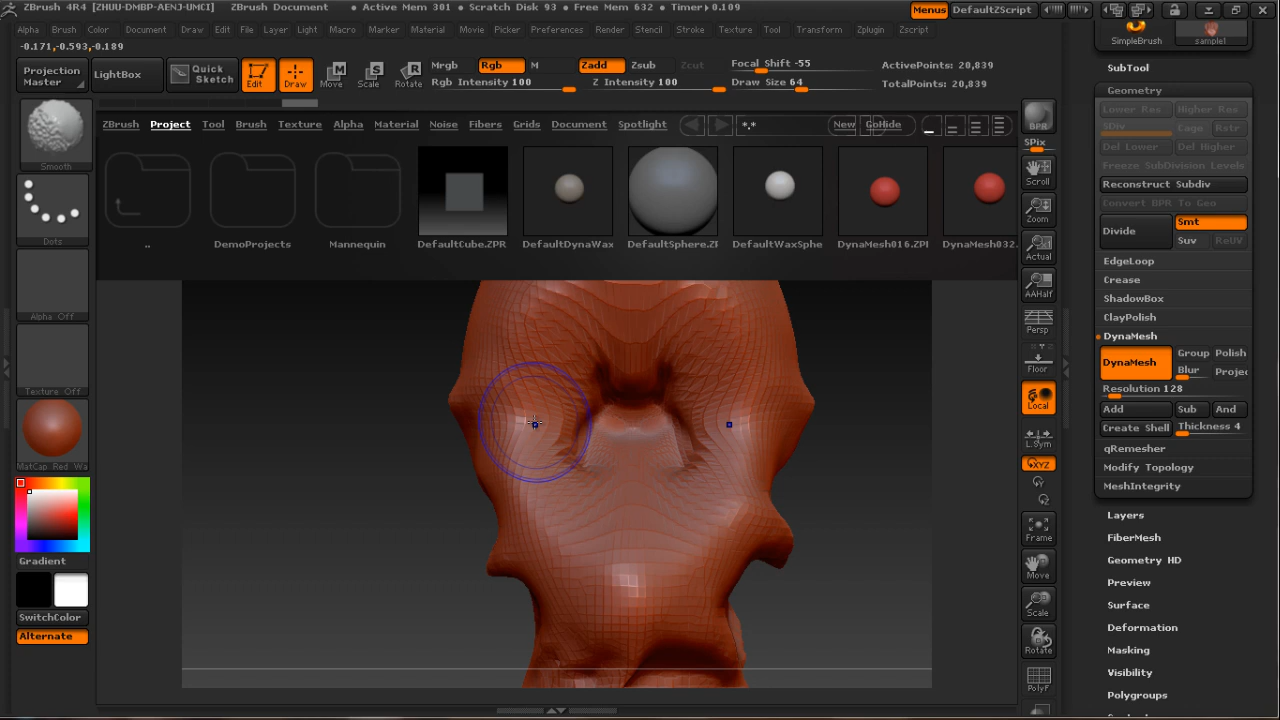 ZBrush 4R4 [ZHUU-DMBP-AENJ-UMCI] ZBrush Document • Active Mem 301 • Scratch Disk 93 • Free Mem 632 • Timer▸0.109 Menus DefaultZScript
Alpha Brush Color Document Draw Edit File Layer Light Macro Marker Material Movie Picker Preferences Render Stencil Stroke Texture Tool Transform Zplugin Zscript
-0.171,-0.593,-0.189
SimpleBrush sample1
Projection Master
LightBox
Quick Sketch
Edit Draw Move Scale Rotate
Mrgb Rgb M Zadd Zsub Zcut
Rgb Intensity 100 Z Intensity 100
Focal Shift -55
Draw Size 64
ActivePoints: 20,839
TotalPoints: 20,839
ZBrush Project Tool Brush Texture Alpha Material Noise Fibers Grids Document Spotlight *.* New GoHide
.. DemoProjects Mannequin DefaultCube.ZPR DefaultDynaWax DefaultSphere.ZF DefaultWaxSphe DynaMesh016.ZPI DynaMesh032.
Smooth
Dots
Alpha Off
Texture Off
MatCap Red Wa
Gradient
SwitchColor
Alternate
BPR
SPix
Scroll
Zoom
Actual
AAHalf
Persp
Floor
Local
L.Sym
XYZ
Y
Z
Frame
Move
Scale
Rotate
PolyF
SubTool
Geometry
Lower Res Higher Res
SDiv Cage Rstr
Del Lower Del Higher
Freeze SubDivision Levels
Reconstruct Subdiv
Convert BPR To Geo
Divide Smt
Suv ReUV
EdgeLoop
Crease
ShadowBox
ClayPolish
DynaMesh
DynaMesh Group Polish
Blur Projec
Resolution 128
Add Sub And
Create Shell Thickness 4
qRemesher
Modify Topology
MeshIntegrity
Layers
FiberMesh
Geometry HD
Preview
Surface
Deformation
Masking
Visibility
Polygroups